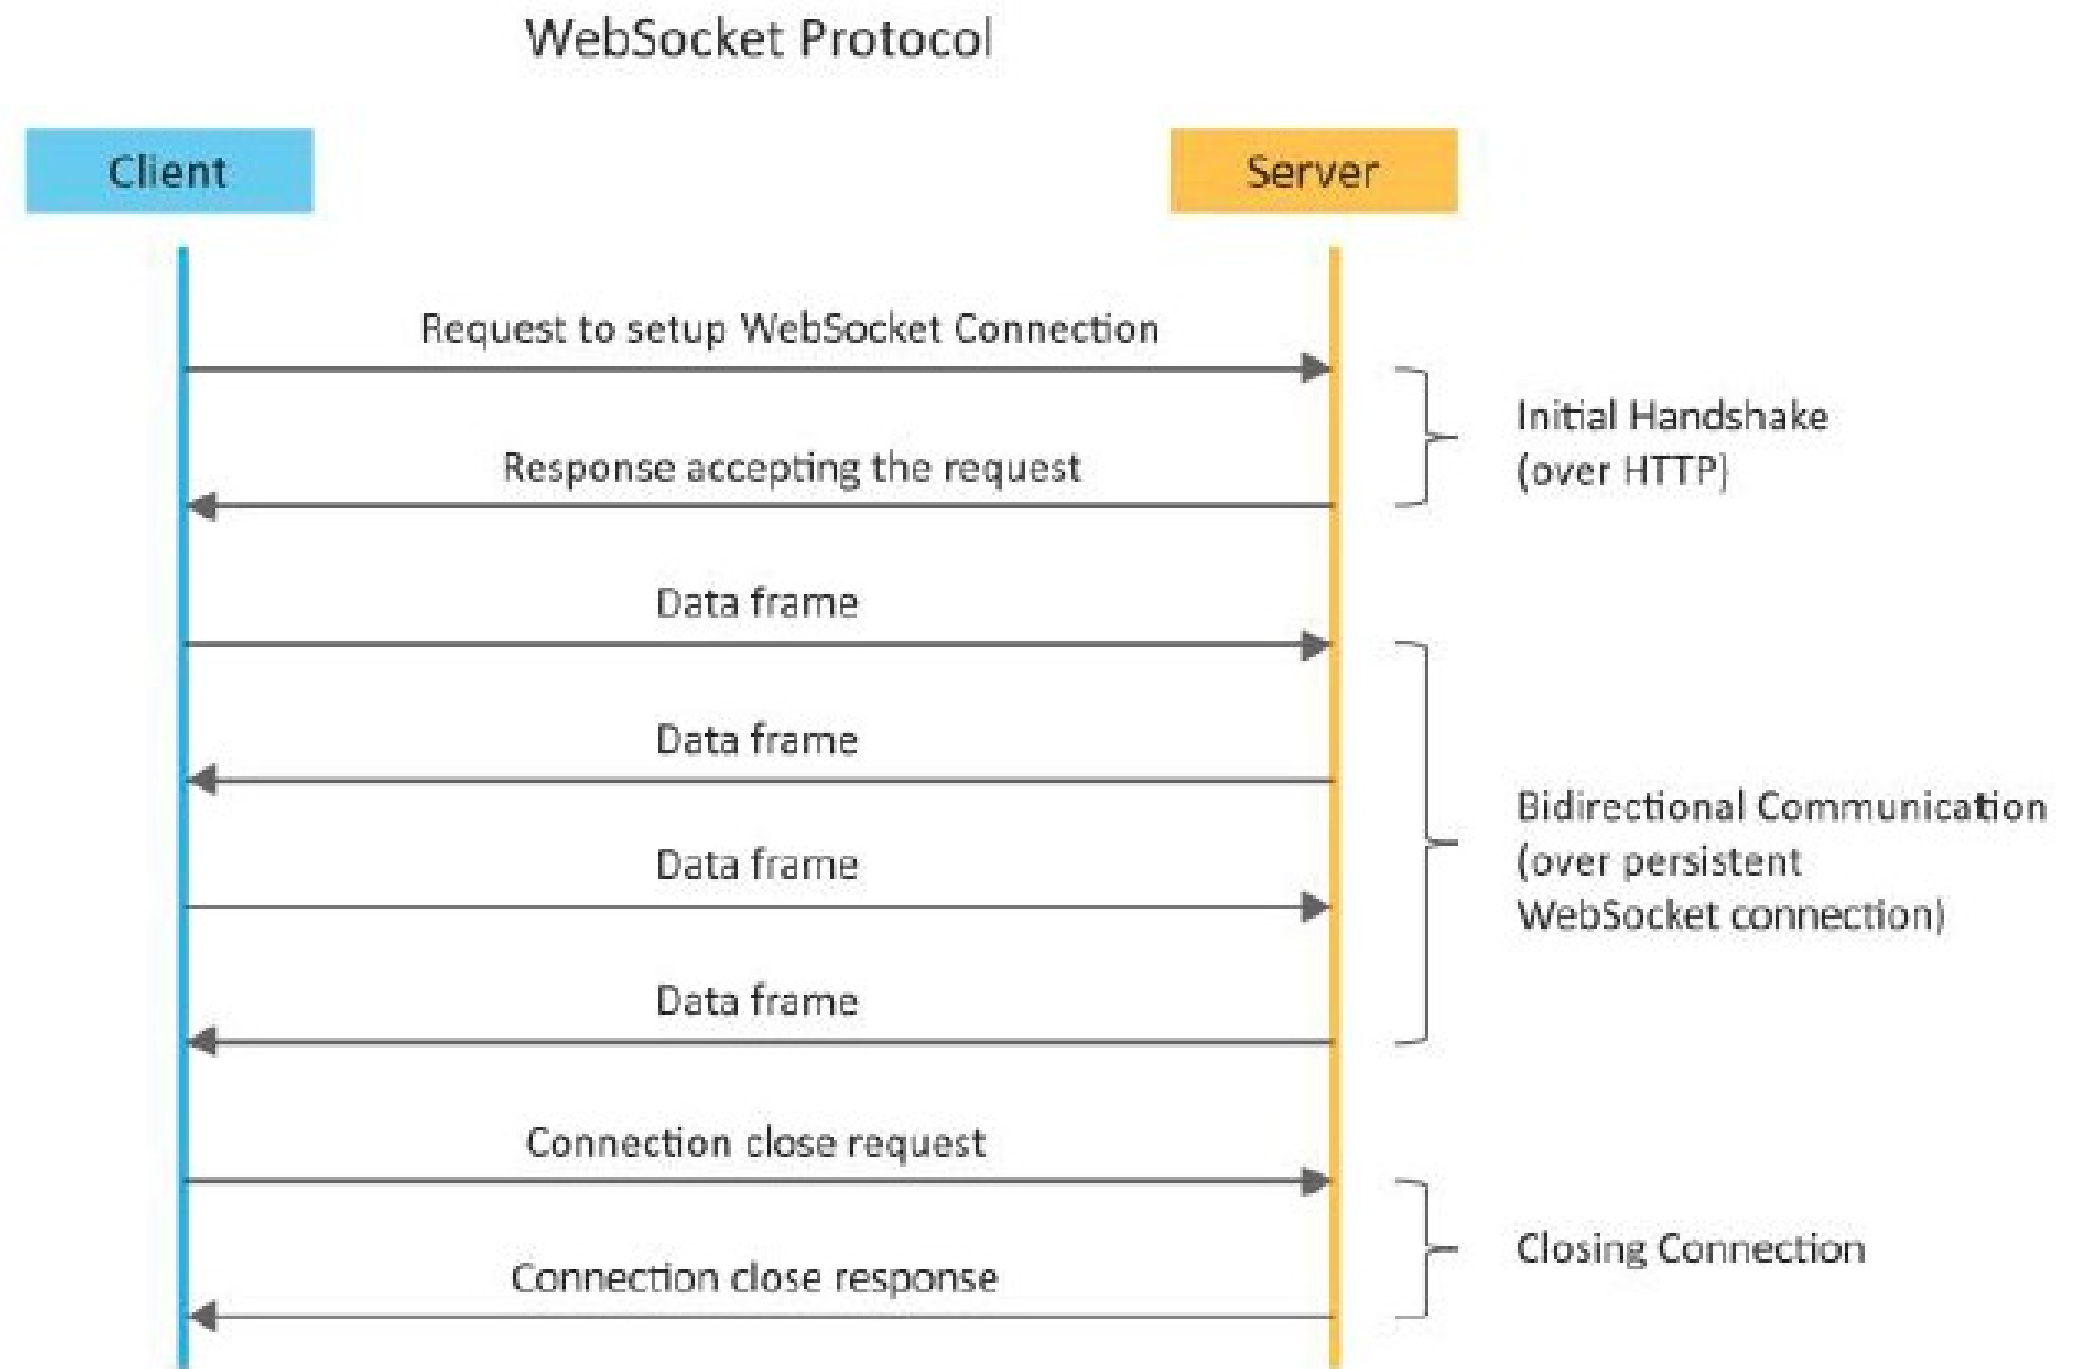 WebSocket Protocol
Client
Server
Request to setup WebSocket Connection
Response accepting the request
Initial Handshake
(over HTTP)
Data frame
Data frame
Data frame
Data frame
Bidirectional Communication
(over persistent
WebSocket connection)
Connection close request
Connection close response
Closing Connection